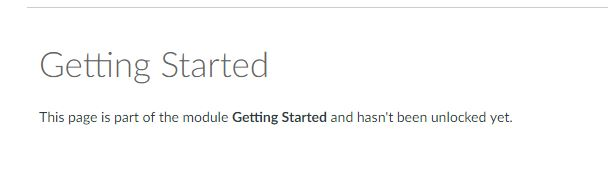 Getting Started
This page is part of the module Getting Started and hasn't been unlocked yet.